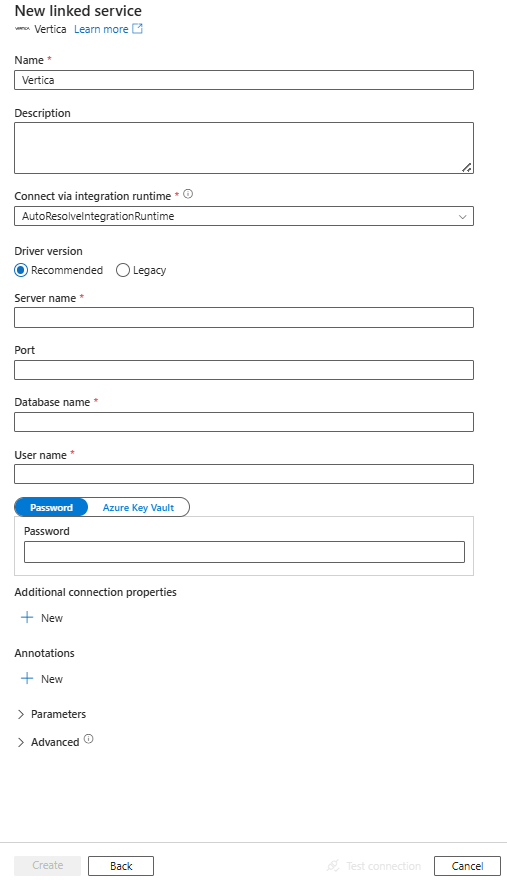 New linked service
VERTICA Vertica Learn more
Name *
Vertica
Description
Connect via integration runtime *
AutoResolveIntegrationRuntime
Driver version
Recommended Legacy
Server name *
Port
Database name *
User name *
Password Azure Key Vault
Password
Additional connection properties
+ New
Annotations
+ New
Parameters
Advanced
Create Back Test connection Cancel